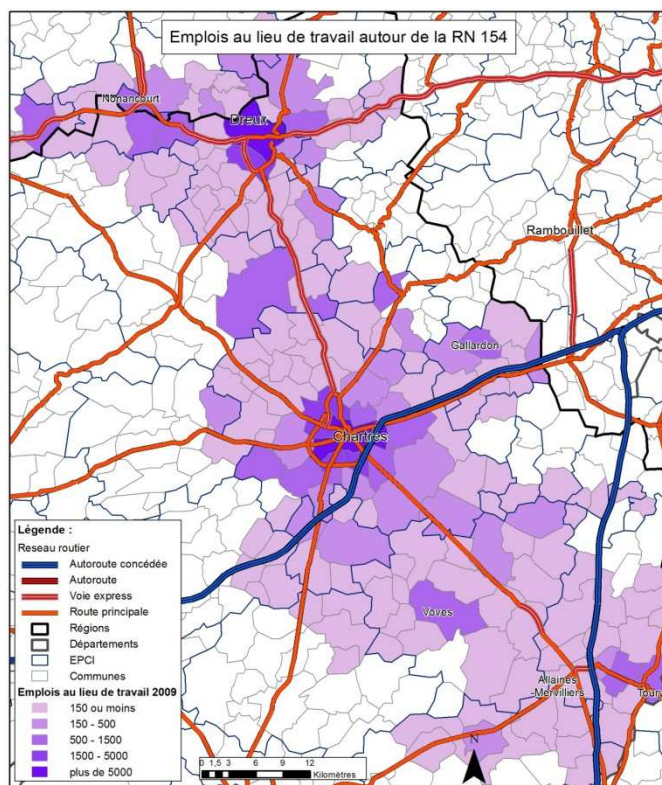 Emplois au lieu de travail autour de la RN 154
Nonancourt
Dreux
Rambouillet
Gallardon
Chartres
Voves
Allaines
-Mervilliers
Toury
Légende :
Reseau routier
Autoroute concédée
Autoroute
Voie express
Route principale
Régions
Départements
EPCI
Communes
Emplois au lieu de travail 2009
150 ou moins
150 - 500
500 - 1500
1500 - 5000
plus de 5000
0 1,5 3 6 9 12
Kilomètres
N